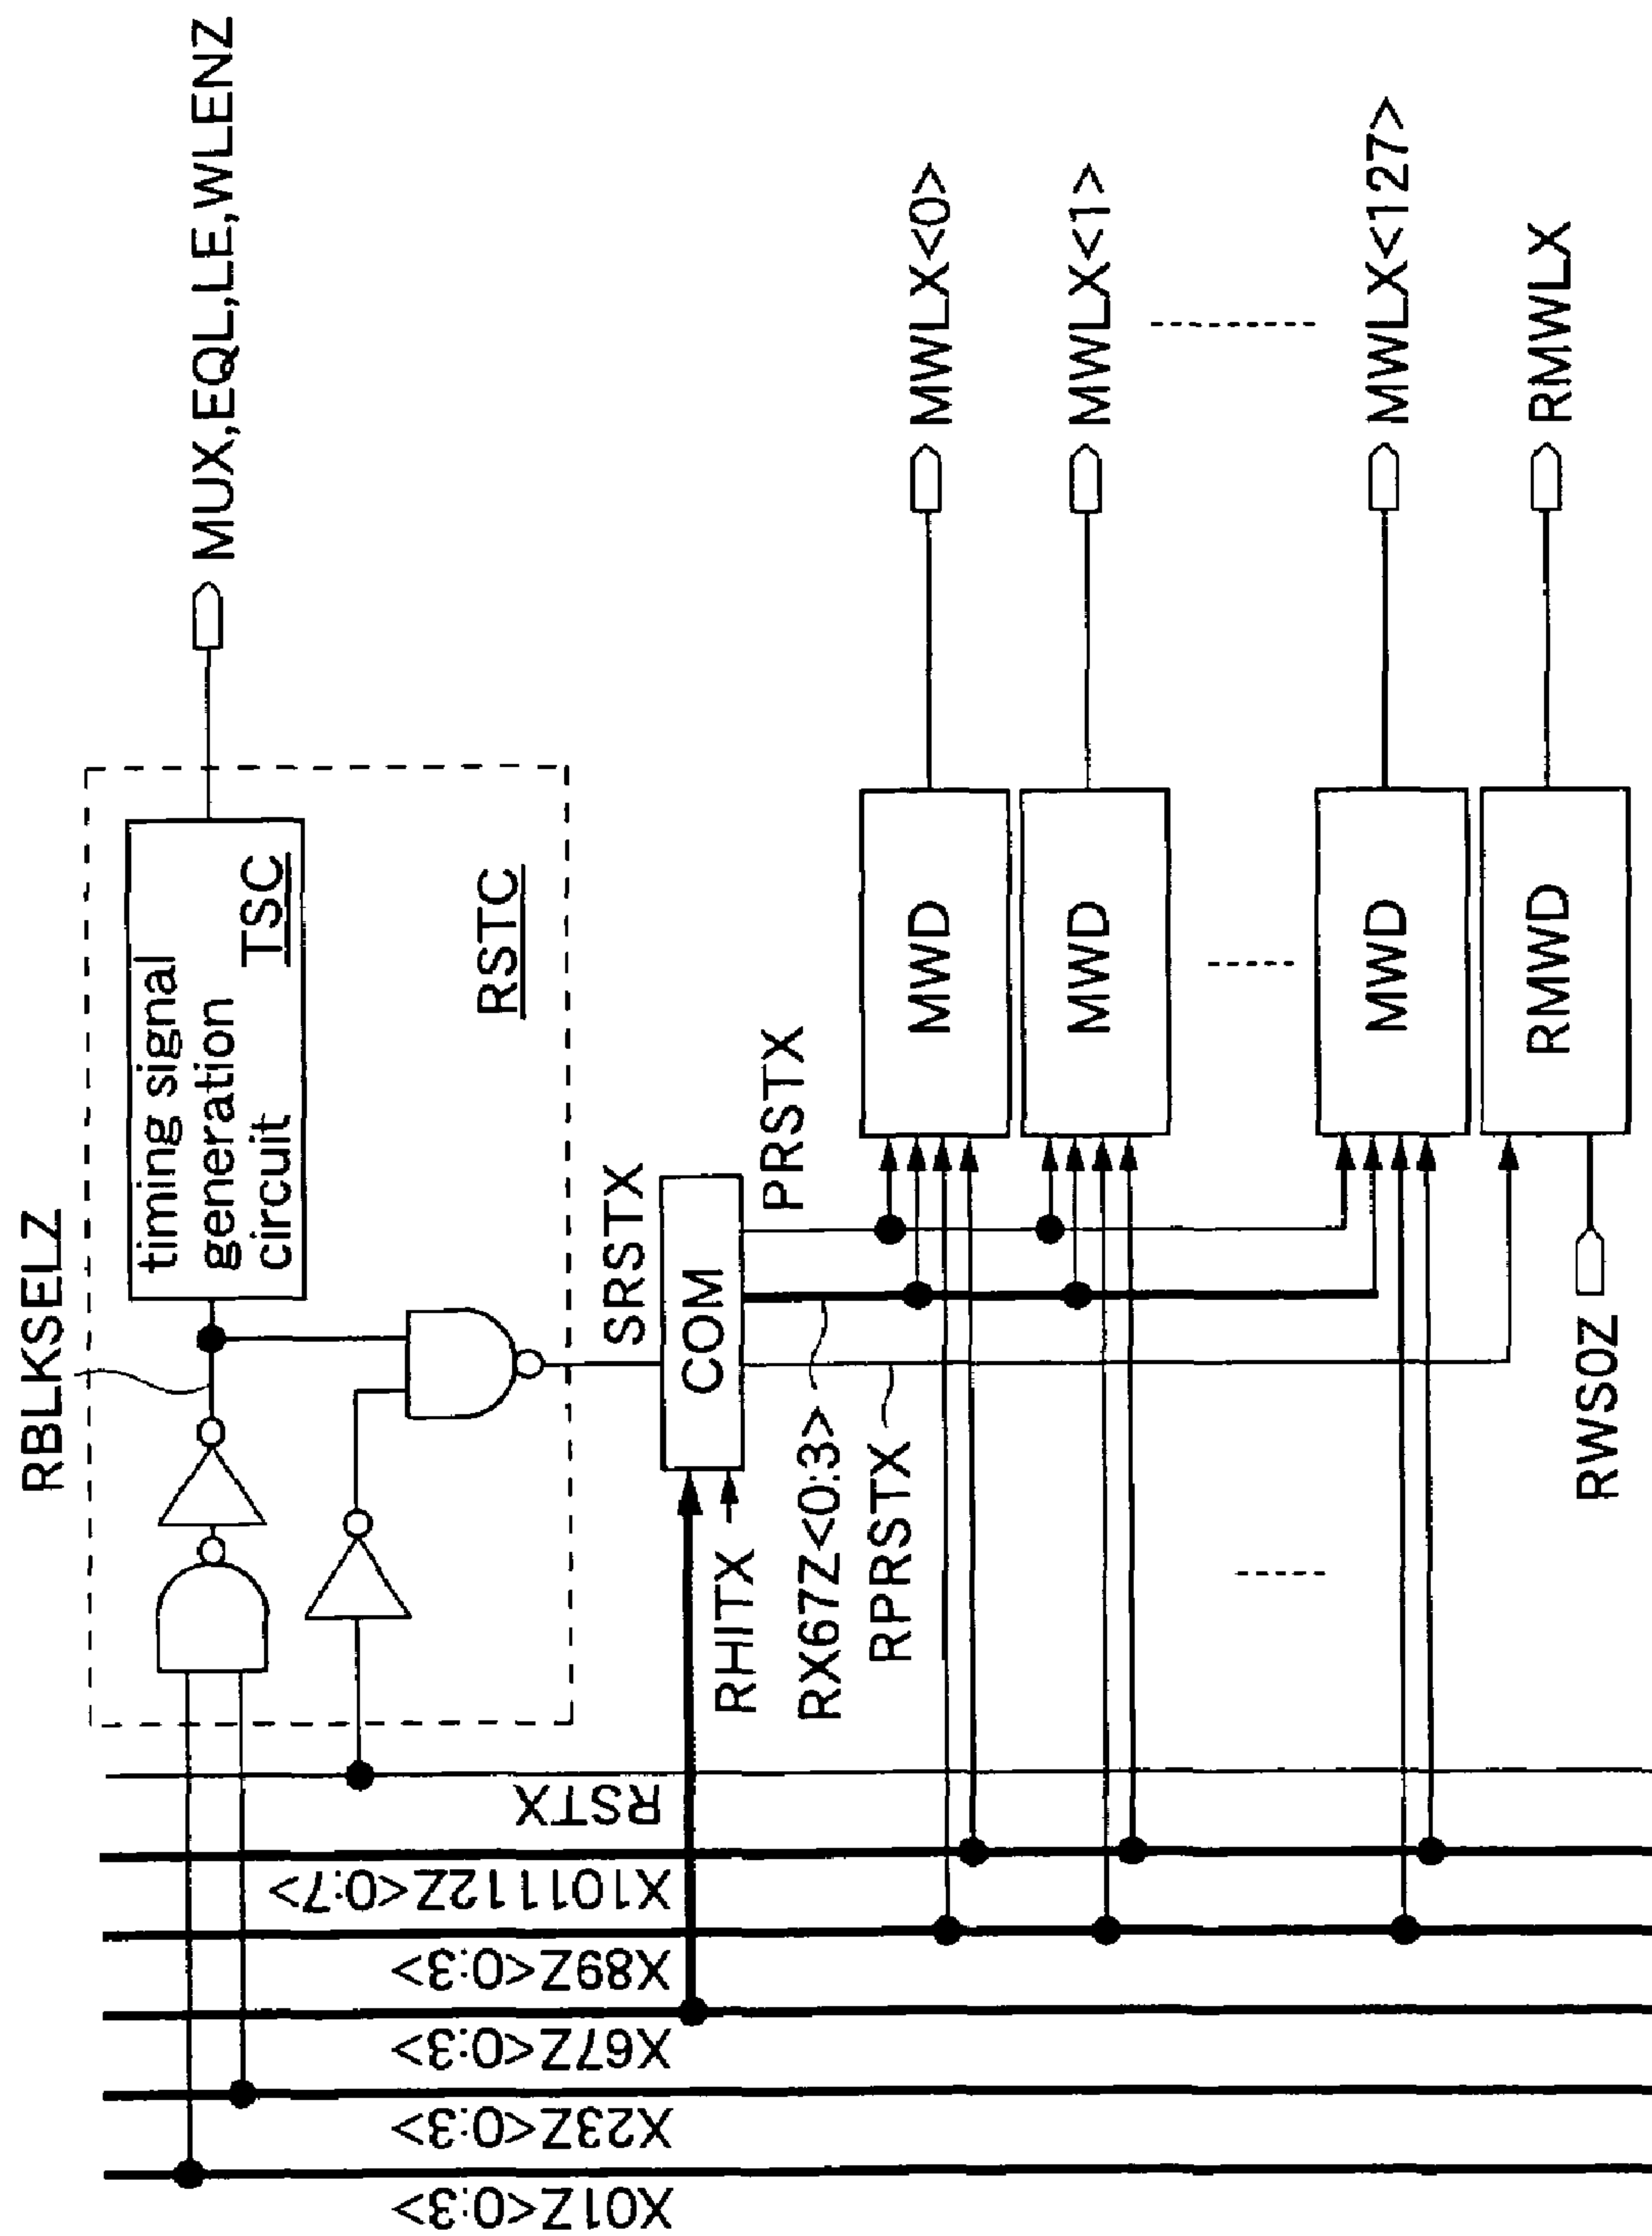 RBLKSELZ
timing signal
generation
circuit
TSC
MUX,EQL,LE,WLENZ
RSTC
SRSTX
COM
PRSTX
RHITX
RX67Z<0:3>
RPRSTX
MWD
MWLX<0>
MWD
MWLX<1>
MWD
MWLX<127>
RMWD
RMWLX
RWS0Z
RSTX
X101112Z<0:7>
X89Z<0:3>
X67Z<0:3>
X23Z<0:3>
X01Z<0:3>